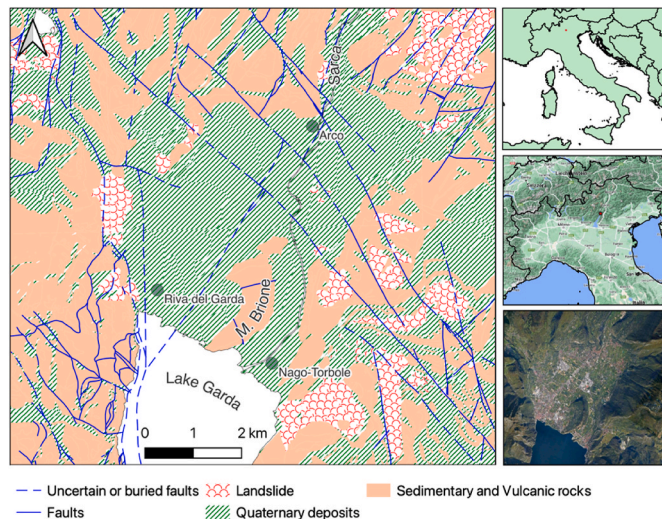 Sarca
Arco
Riva del Garda
M. Brione
Nago-Torbole
Lake Garda
0 1 2 km
Uncertain or buried faults
Landslide
Sedimentary and Vulcanic rocks
Faults
Quaternary deposits